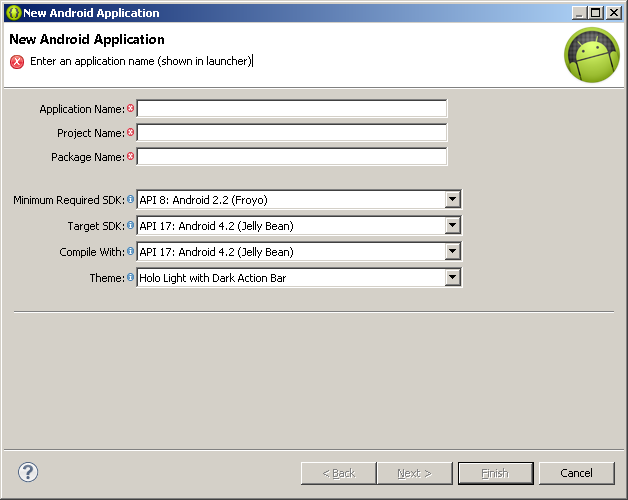 New Android Application
New Android Application
Enter an application name (shown in launcher)
Application Name:
Project Name:
Package Name:
Minimum Required SDK: API 8: Android 2.2 (Froyo)
Target SDK: API 17: Android 4.2 (Jelly Bean)
Compile With: API 17: Android 4.2 (Jelly Bean)
Theme: Holo Light with Dark Action Bar
? < Back Next > Finish Cancel